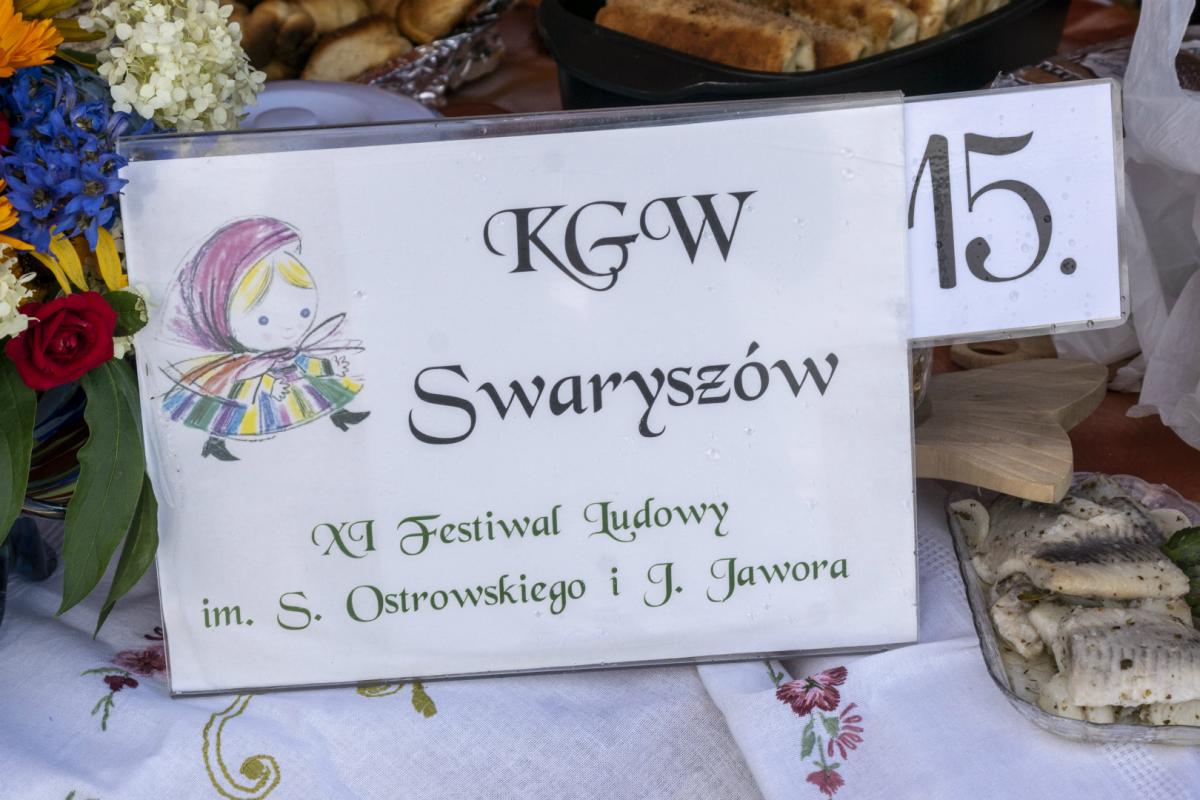 KGW
15.
Swaryszów
XI Festiwal Ludowy
im. S. Ostrowskiego i J. Jawora